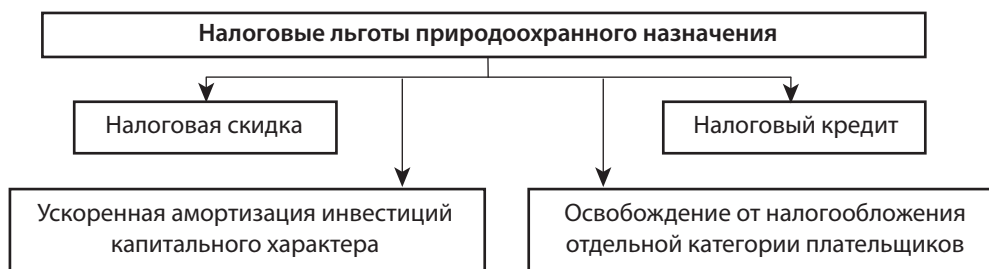 Налоговые льготы природоохранного назначения
Налоговая скидка
Налоговый кредит
Ускоренная амортизация инвестиций
капитального характера
Освобождение от налогообложения
отдельной категории плательщиков